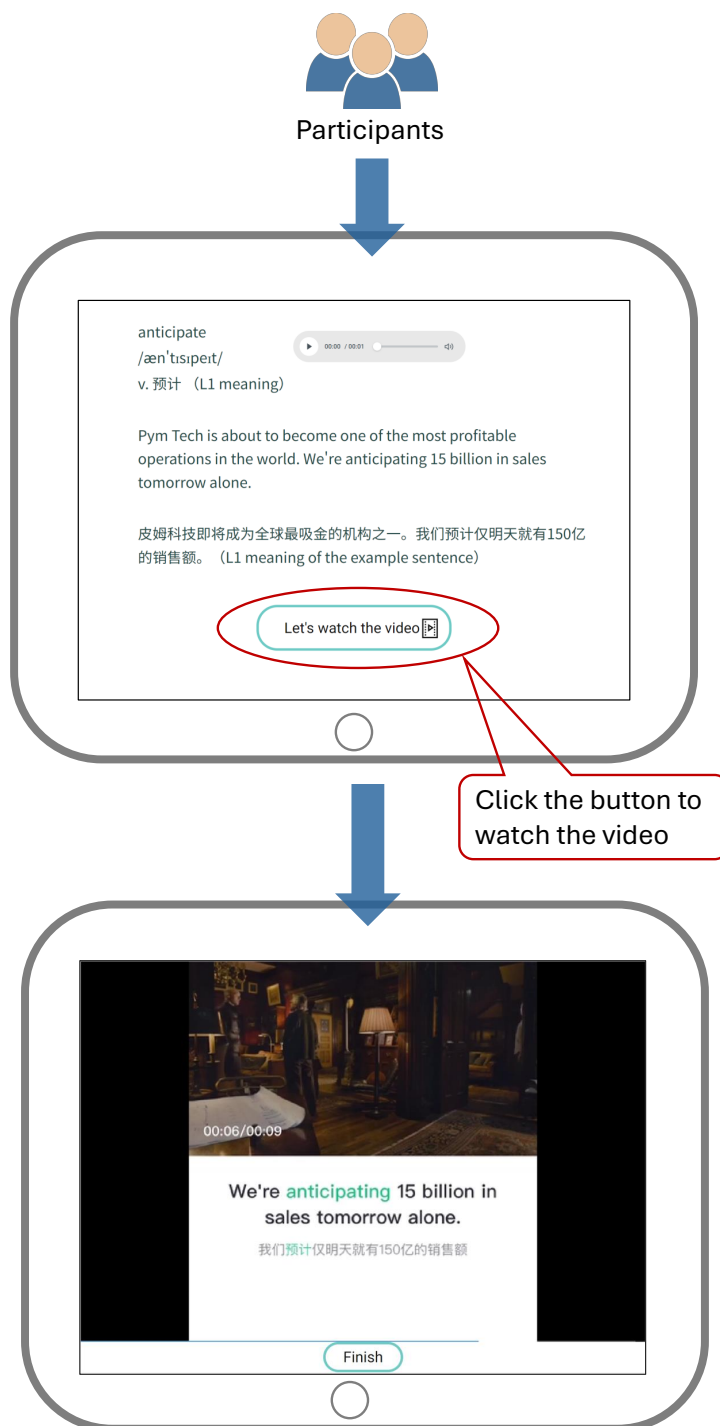 Participants
anticipate
/æn'tɪsɪpeɪt/
00:00 / 00:01
v. 预计 （L1 meaning）
Pym Tech is about to become one of the most profitable
operations in the world. We're anticipating 15 billion in sales
tomorrow alone.
皮姆科技即将成为全球最吸金的机构之一。我们预计仅明天就有150亿
的销售额。（L1 meaning of the example sentence）
Let's watch the video
Click the button to
watch the video
00:06/00:09
We're anticipating 15 billion in
sales tomorrow alone.
我们预计仅明天就有150亿的销售额
Finish